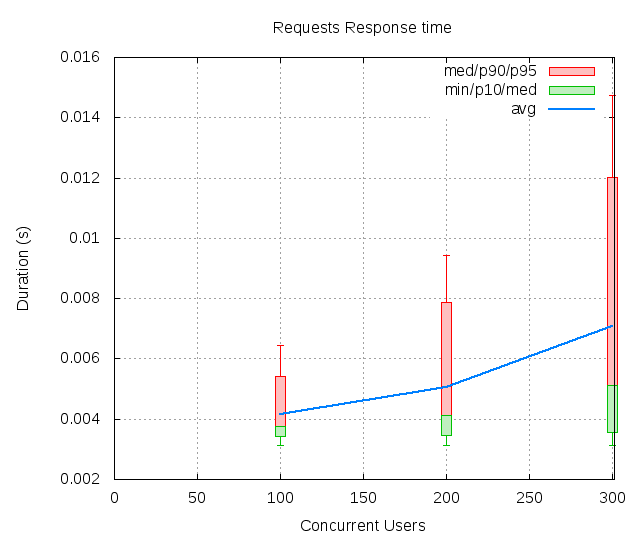 Requests Response time
0.016
0.014
0.012
0.01
0.008
0.006
0.004
0.002
Duration (s)
med/p90/p95
min/p10/med
avg
0 50 100 150 200 250 300
Concurrent Users